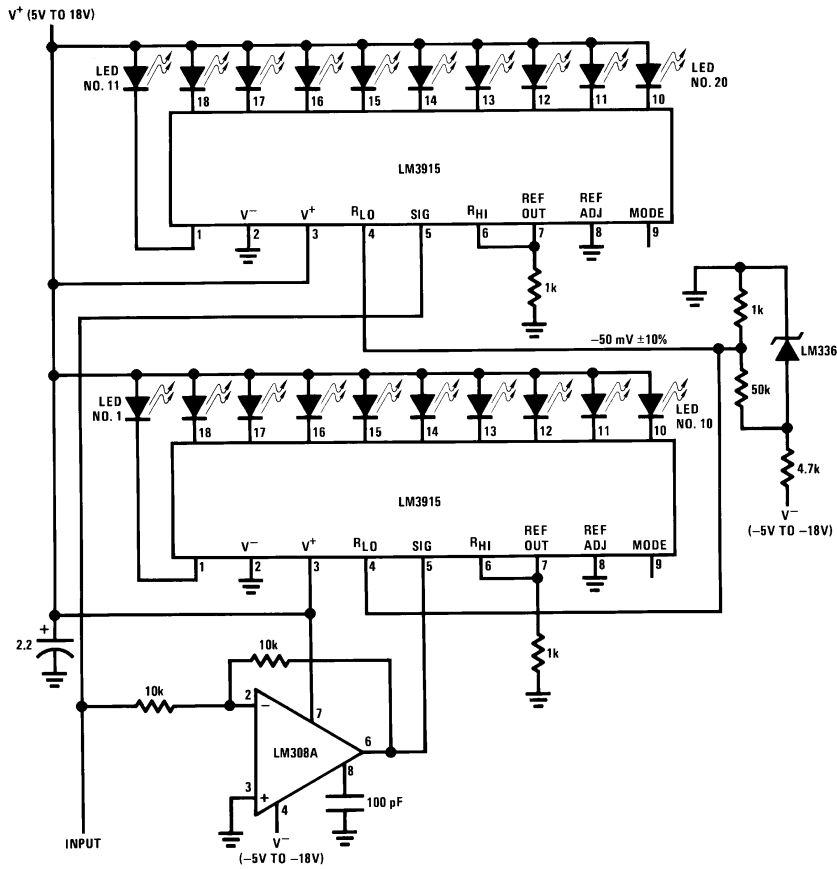 V+ (5V TO 18V)
LED
NO. 11
18
17
16
15
14
13
12
11
10
LED
NO. 20
LM3915
V−
V+
RLO
SIG
RHI
REF
OUT
REF
ADJ
MODE
1
2
3
4
5
6
7
8
9
1k
1k
−50 mV ±10%
LM336
50k
4.7k
V−
(−5V TO −18V)
LED
NO. 1
18
17
16
15
14
13
12
11
10
LED
NO. 10
LM3915
V−
V+
RLO
SIG
RHI
REF
OUT
REF
ADJ
MODE
1
2
3
4
5
6
7
8
9
+
2.2
10k
1k
10k
2
−
7
LM308A
6
8
3
+
4
100 pF
V−
(−5V TO −18V)
INPUT